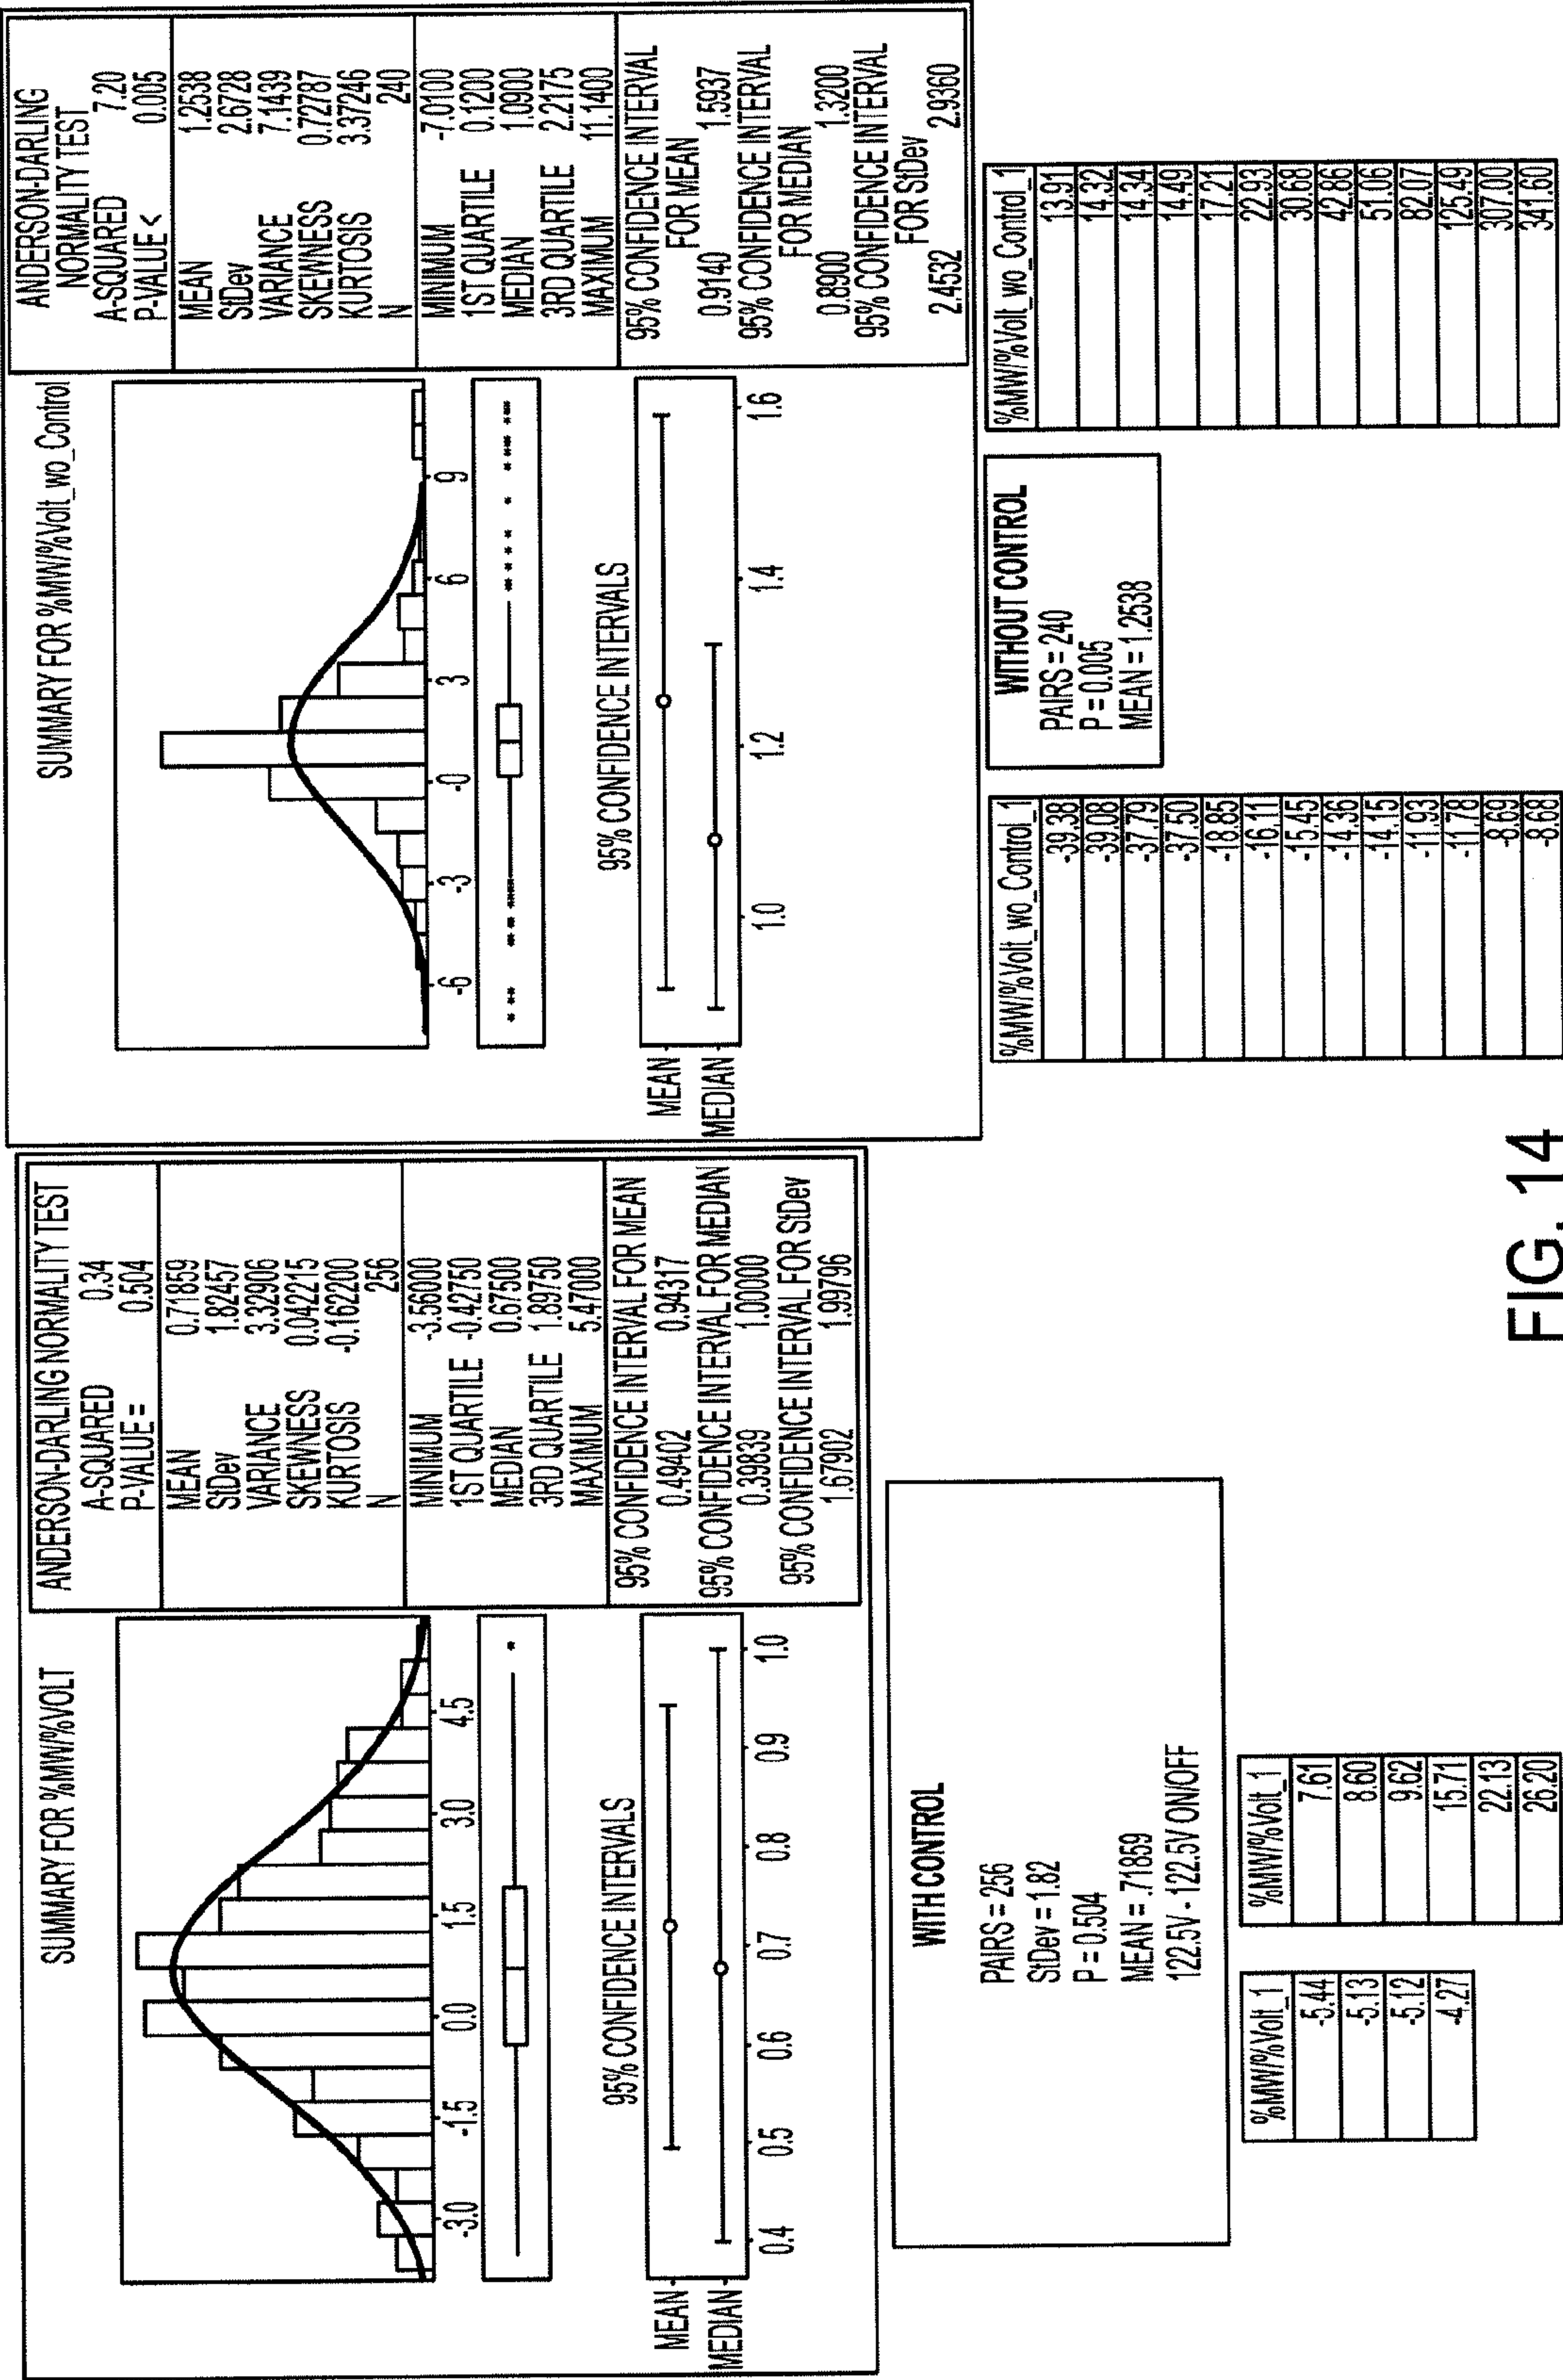 SUMMARY FOR %MW/%VOLT
-3.0 -1.5 0.0 1.5 3.0 4.5
*
95% CONFIDENCE INTERVALS
MEAN
MEDIAN
0.4 0.5 0.6 0.7 0.8 0.9 1.0
ANDERSON-DARLING NORMALITY TEST
A-SQUARED 0.34
P-VALUE = 0.504
MEAN 0.71859
StDev 1.82457
VARIANCE 3.32906
SKEWNESS 0.042215
KURTOSIS -0.162200
N 256
MINIMUM -3.56000
1ST QUARTILE -0.42750
MEDIAN 0.67500
3RD QUARTILE 1.89750
MAXIMUM 5.47000
95% CONFIDENCE INTERVAL FOR MEAN
0.49402 0.94317
95% CONFIDENCE INTERVAL FOR MEDIAN
0.39839 1.00000
95% CONFIDENCE INTERVAL FOR StDev
1.67902 1.99796
WITH CONTROL
PAIRS = 256
StDev = 1.82
P = 0.504
MEAN = .71859
122.5V - 122.5V ON/OFF
%MW/%Volt_1
-5.44
-5.13
-5.12
-4.27
%MW/%Volt_1
7.61
8.60
9.62
15.71
22.13
26.20
SUMMARY FOR %MW/%Volt_wo_Control
-6 -3 -0 3 6 9
95% CONFIDENCE INTERVALS
MEAN
MEDIAN
1.0 1.2 1.4 1.6
ANDERSON-DARLING
NORMALITY TEST
A-SQUARED 7.20
P-VALUE < 0.005
MEAN 1.2538
StDev 2.6728
VARIANCE 7.1439
SKEWNESS 0.72787
KURTOSIS 3.37246
N 240
MINIMUM -7.0100
1ST QUARTILE 0.1200
MEDIAN 1.0900
3RD QUARTILE 2.2175
MAXIMUM 11.1400
95% CONFIDENCE INTERVAL
FOR MEAN
0.9140 1.5937
95% CONFIDENCE INTERVAL
FOR MEDIAN
0.8900 1.3200
95% CONFIDENCE INTERVAL
FOR StDev
2.4532 2.9360
%MW/%Volt_wo_Control_1
-39.38
-39.08
-37.79
-37.50
-18.85
-16.11
-15.45
-14.36
-14.15
-11.93
-11.78
-8.69
-8.68
WITHOUT CONTROL
PAIRS = 240
P = 0.005
MEAN = 1.2538
%MW/%Volt_wo_Control_1
13.91
14.32
14.34
14.49
17.21
22.93
30.68
42.86
51.06
82.07
125.49
307.00
341.60
FIG. 14